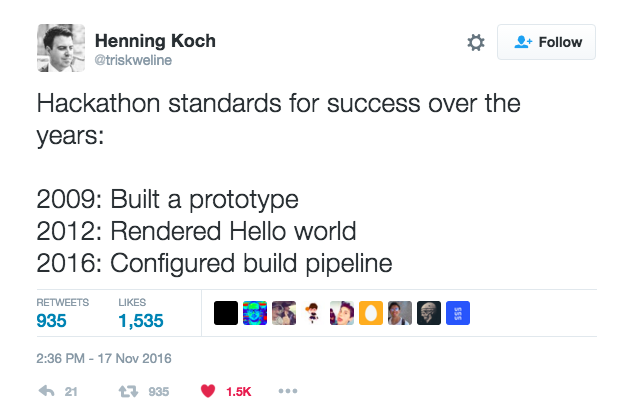 Henning Koch
@triskweline
Follow
Hackathon standards for success over the
years:
2009: Built a prototype
2012: Rendered Hello world
2016: Configured build pipeline
RETWEETS LIKES
935 1,535
2:36 PM - 17 Nov 2016
21 935 1.5K